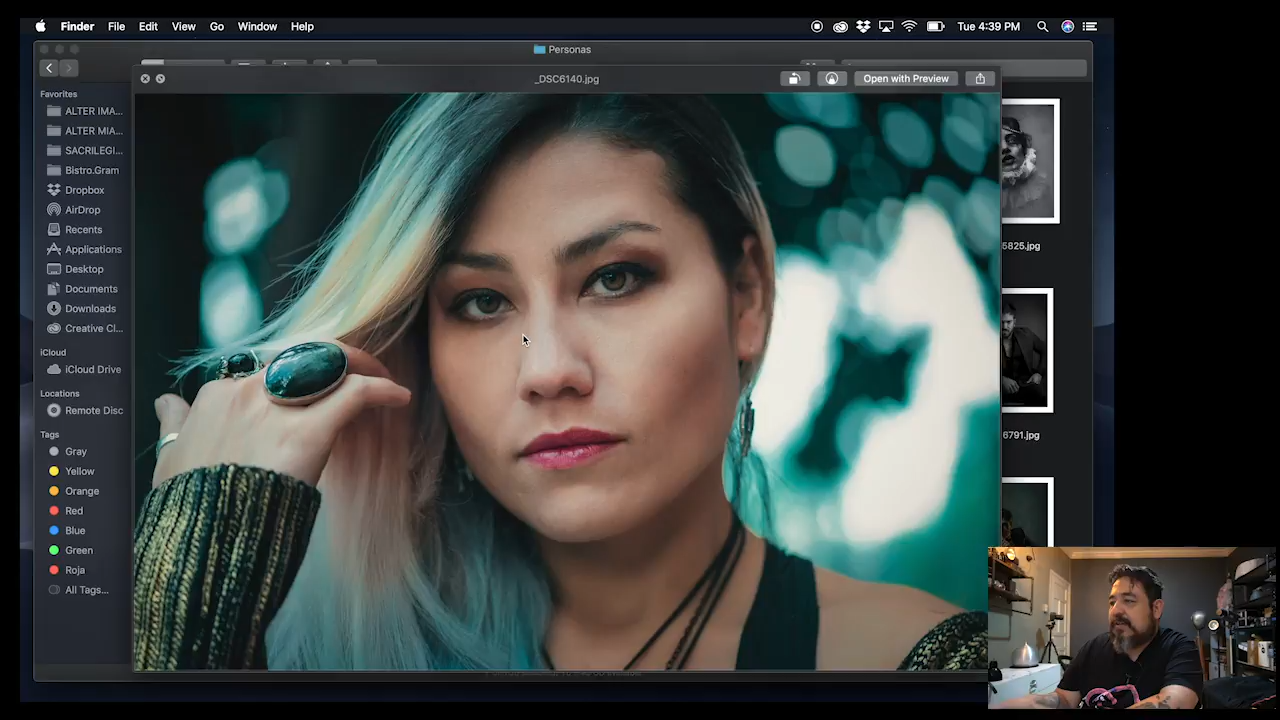 Finder File Edit View Go Window Help Tue 4:39 PM
Personas
_DSC6140.jpg Open with Preview
Favorites
ALTER IMA...
ALTER MIA...
SACRILEGI...
Bistro.Gram
Dropbox
AirDrop
Recents
Applications
Desktop
Documents
Downloads
Creative Cl...
iCloud
iCloud Drive
Locations
Remote Disc
Tags
Gray
Yellow
Orange
Red
Blue
Green
Roja
All Tags...
5825.jpg
6791.jpg